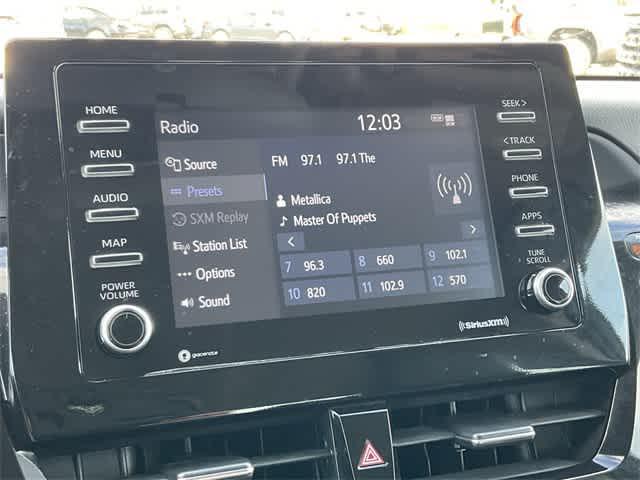 HOME
MENU
AUDIO
MAP
POWER
VOLUME
Radio 12:03
Source
Presets
SXM Replay
Station List
Options
Sound
FM 97.1 97.1 The
Metallica
Master Of Puppets
< >
7 96.3 8 660 9 102.1
10 820 11 102.9 12 570
SEEK >
< TRACK
PHONE
APPS
TUNE
SCROLL
gracenote
((SiriusXM))